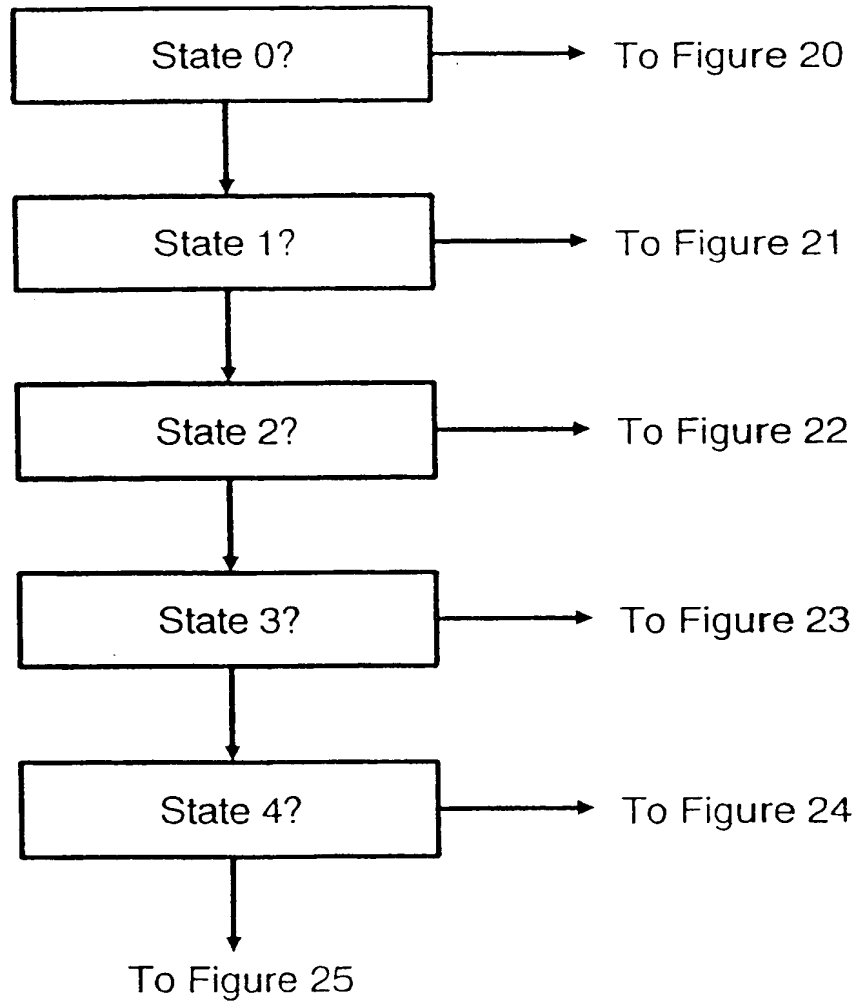 State 0?
To Figure 20
State 1?
To Figure 21
State 2?
To Figure 22
State 3?
To Figure 23
State 4?
To Figure 24
To Figure 25